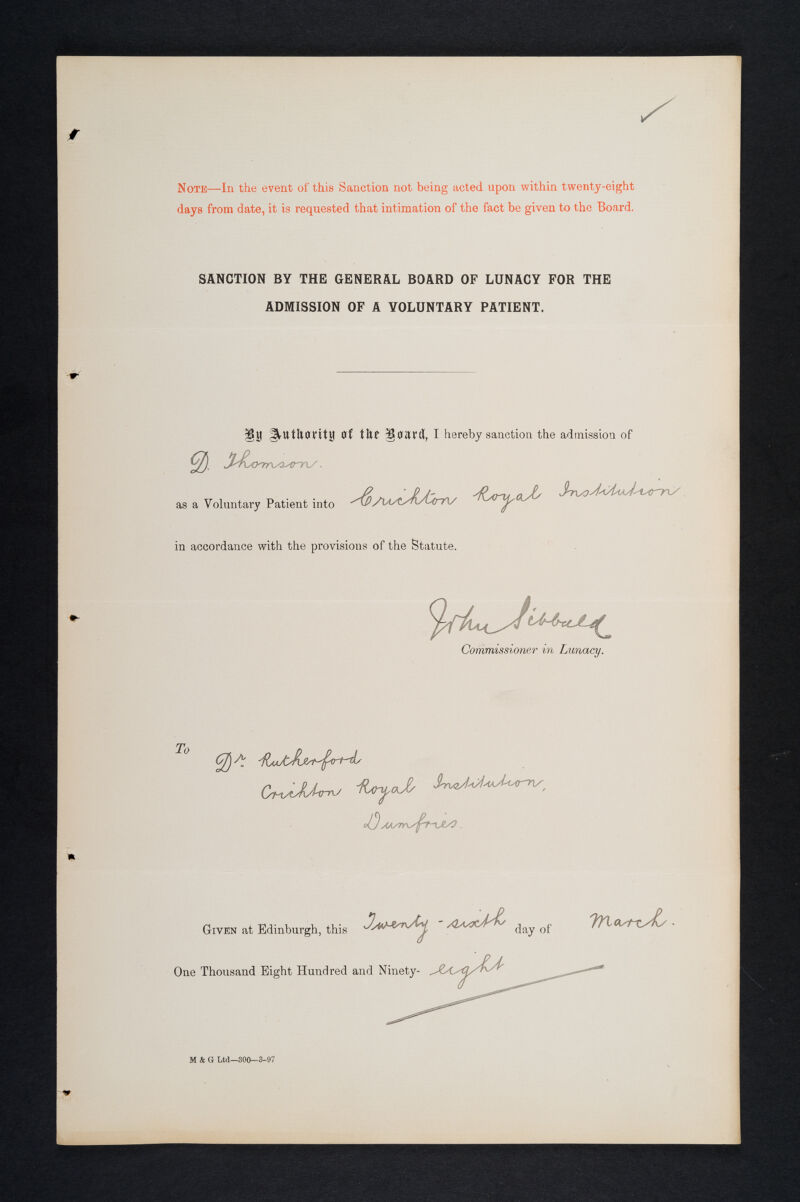 NOTE—In the event of this Sanction not being acted upon within twenty-eight
days from date, it is requested that intimation of the fact be given to the Board.
SANCTION BY THE GENERAL BOARD OF LUNACY FOR THE
ADMISSION OF A VOLUNTARY PATIENT.
By Authority of the Board, I hereby sanction the admission of
D. Thomson.
as a Voluntary Patient into Crichton Royal Institution
in accordance with the provisions of the Statute.
John Sibbald
Commissioner in Lunacy.
To
Dr. Rutherford
Crichton Royal Institution,
Dumfries.
GIVEN at Edinburgh, this Twenty-sixth day of March.
One Thousand Eight Hundred and Ninety- eight
M & G Ltd—300—3-97